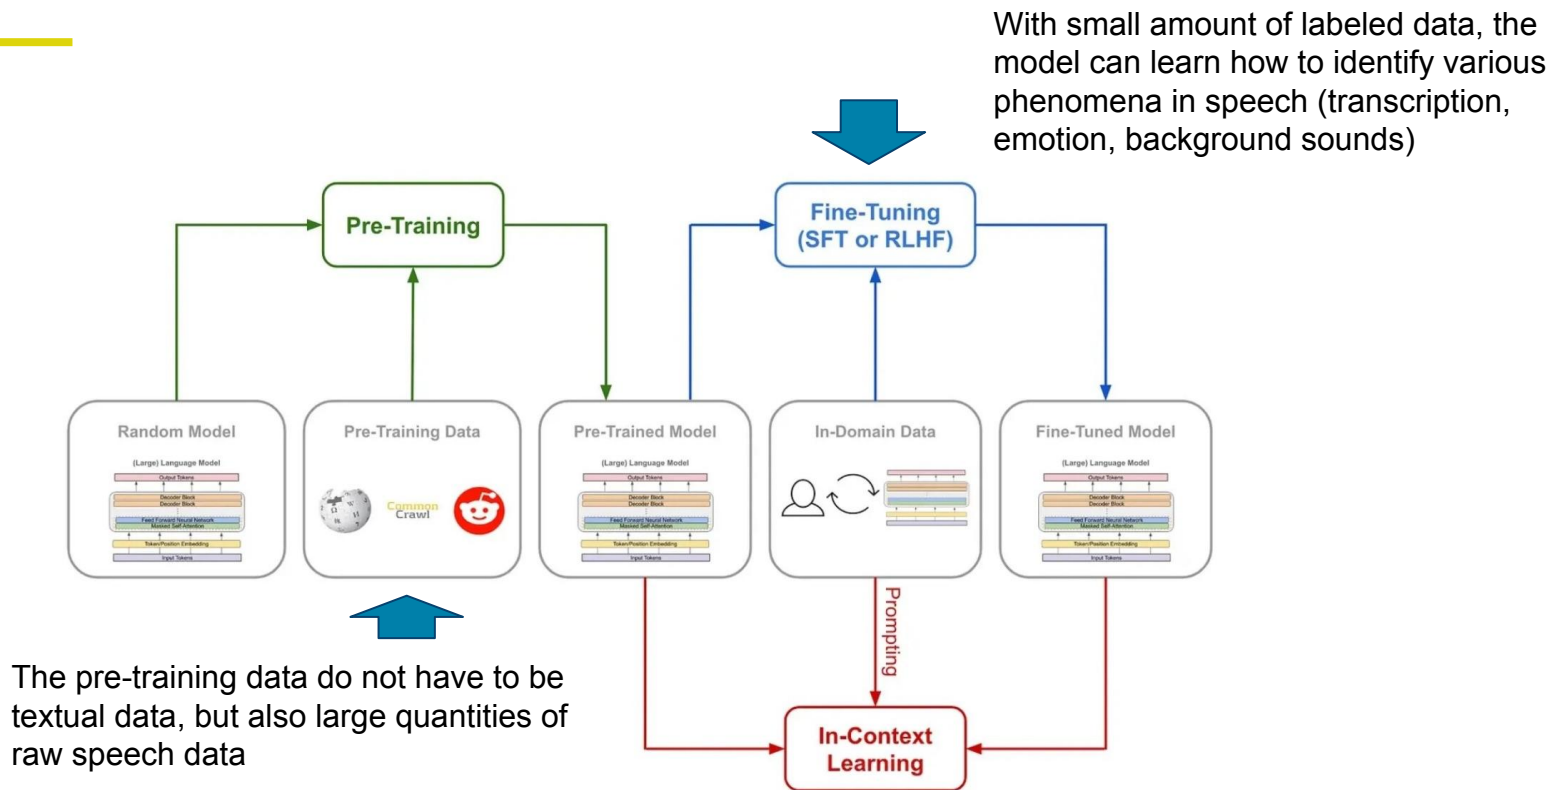 With small amount of labeled data, the
model can learn how to identify various
phenomena in speech (transcription,
emotion, background sounds)
Pre-Training
Fine-Tuning
(SFT or RLHF)
Random Model
(Large) Language Model
Output Tokens
Decoder Block
Decoder Block
Feed Forward Neural Network
Masked Self-Attention
Token/Position Embedding
Input Tokens
Pre-Training Data
Common
Crawl
Pre-Trained Model
(Large) Language Model
Output Tokens
Decoder Block
Decoder Block
Feed Forward Neural Network
Masked Self-Attention
Token/Position Embedding
Input Tokens
In-Domain Data
Fine-Tuned Model
(Large) Language Model
Output Tokens
Decoder Block
Decoder Block
Feed Forward Neural Network
Masked Self-Attention
Token/Position Embedding
Input Tokens
Prompting
The pre-training data do not have to be
textual data, but also large quantities of
raw speech data
In-Context
Learning